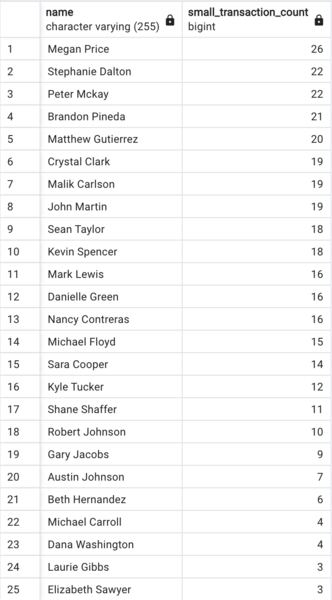 name small_transaction_count
character varying (255) bigint
1 Megan Price 26
2 Stephanie Dalton 22
3 Peter Mckay 22
4 Brandon Pineda 21
5 Matthew Gutierrez 20
6 Crystal Clark 19
7 Malik Carlson 19
8 John Martin 19
9 Sean Taylor 18
10 Kevin Spencer 18
11 Mark Lewis 16
12 Danielle Green 16
13 Nancy Contreras 16
14 Michael Floyd 15
15 Sara Cooper 14
16 Kyle Tucker 12
17 Shane Shaffer 11
18 Robert Johnson 10
19 Gary Jacobs 9
20 Austin Johnson 7
21 Beth Hernandez 6
22 Michael Carroll 4
23 Dana Washington 4
24 Laurie Gibbs 3
25 Elizabeth Sawyer 3